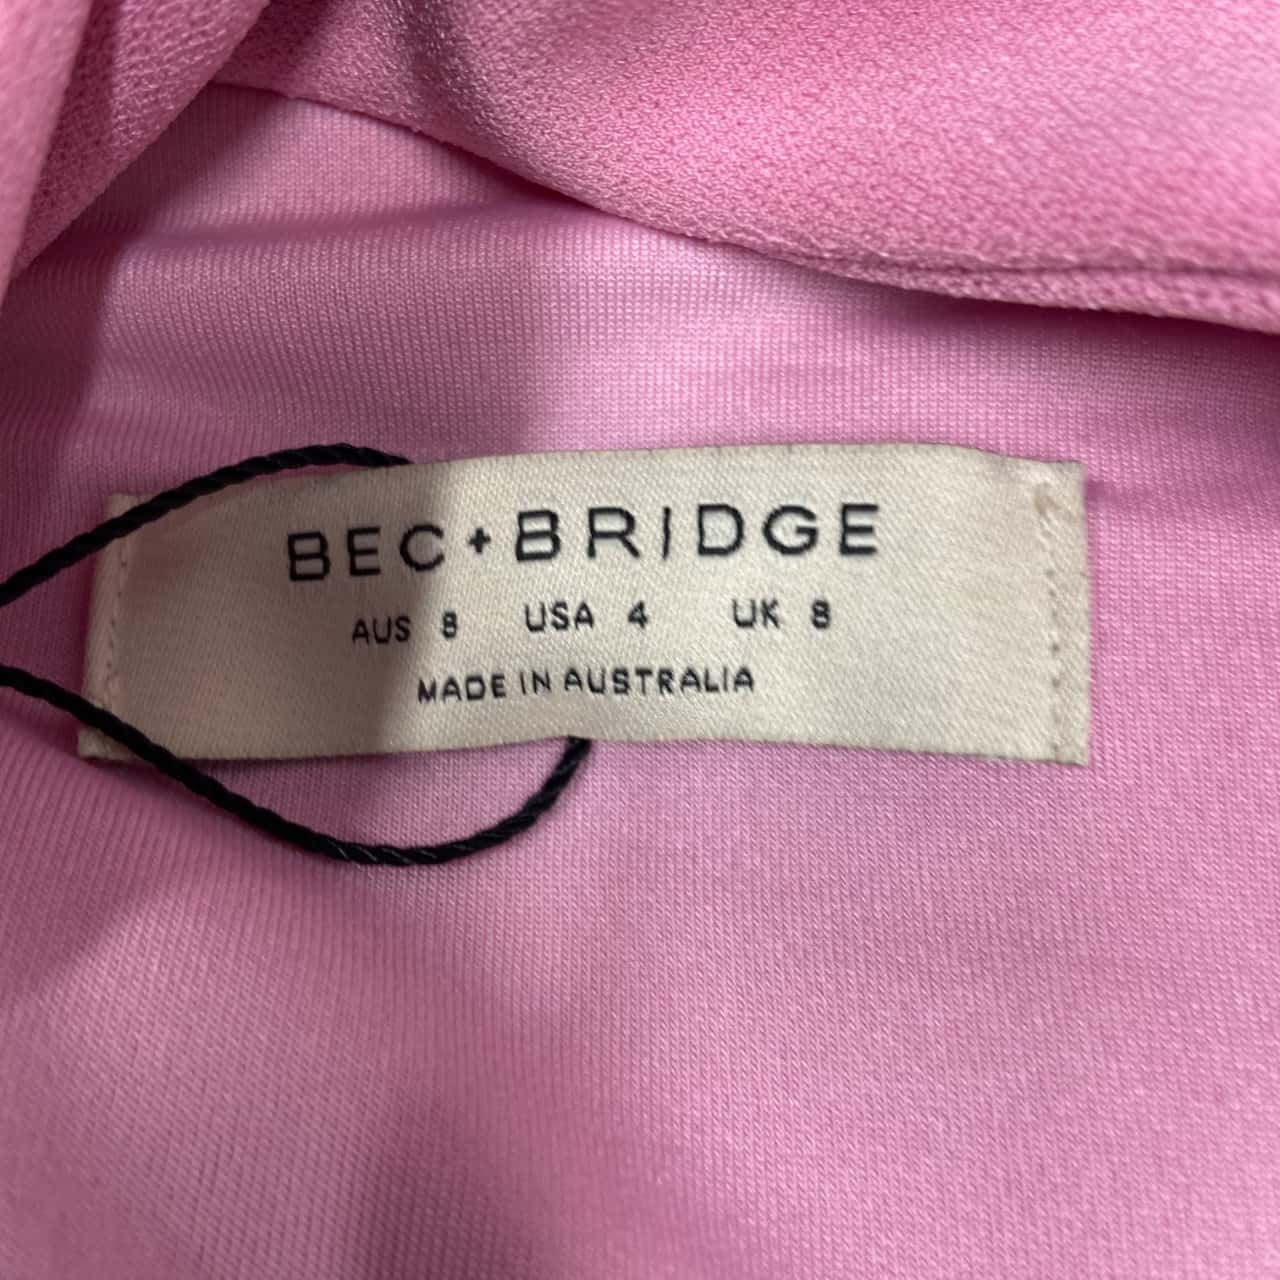 BEC + BRIDGE
AUS 8 USA 4 UK 8
MADE IN AUSTRALIA